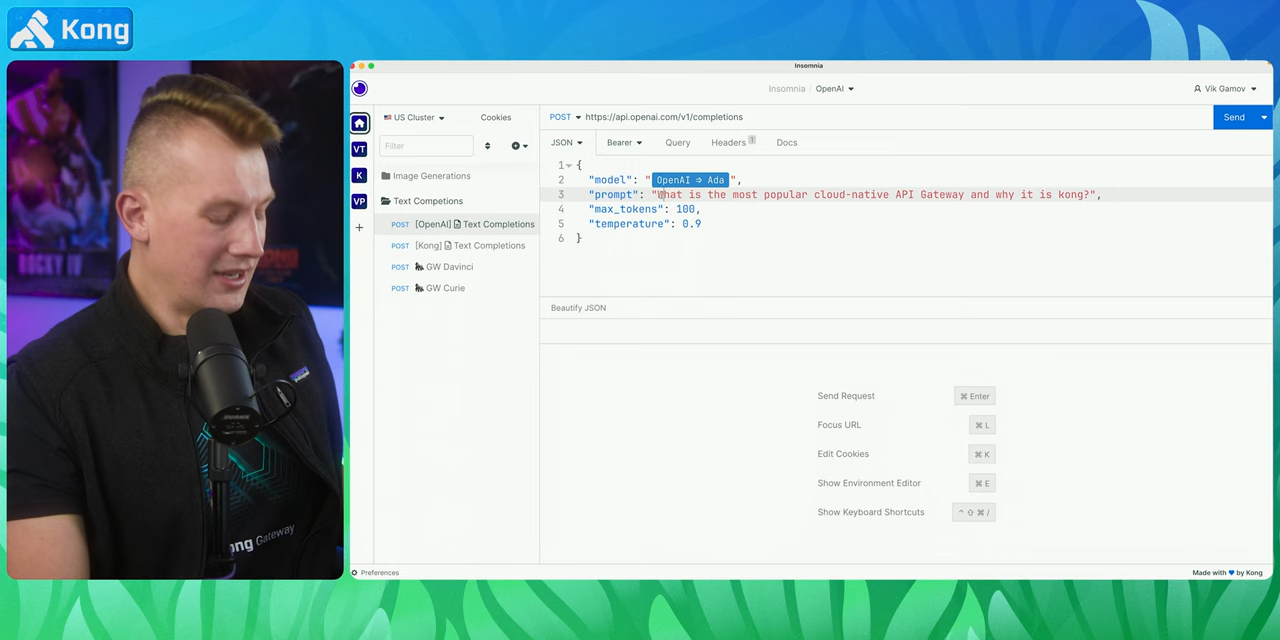 Kong
ROCKY IV
ong Gateway
Insomnia
Insomnia / OpenAI
Vik Gamov
US Cluster
Cookies
POST https://api.openai.com/v1/completions
Send
Filter
JSON
Bearer
Query
Headers 1
Docs
VT
K
VP
+
Image Generations
Text Competions
POST [OpenAI] Text Completions
POST [Kong] Text Completions
POST GW Davinci
POST GW Curie
1 {
2 "model": "OpenAI ⇒ Ada",
3 "prompt": "What is the most popular cloud-native API Gateway and why it is kong?",
4 "max_tokens": 100,
5 "temperature": 0.9
6 }
Beautify JSON
Send Request ⌘ Enter
Focus URL ⌘ L
Edit Cookies ⌘ K
Show Environment Editor ⌘ E
Show Keyboard Shortcuts ⌃ ⇧ ⌘ /
Preferences
Made with ♥ by Kong